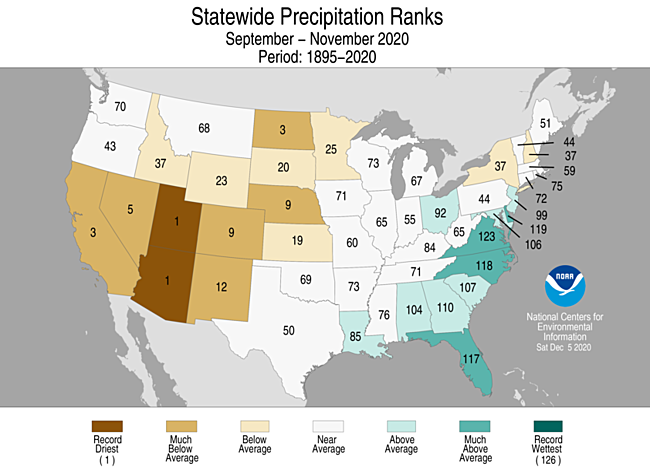 Statewide Precipitation Ranks
September – November 2020
Period: 1895–2020
70
43
68
37
23
3
5
1
1
9
12
3
20
9
19
69
50
25
71
60
73
85
73
65
76
67
55
92
84
71
104
110
117
107
118
123
65
44
37
51
44
37
59
75
72
99
119
106
NOAA
National Centers for
Environmental
Information
Sat Dec 5 2020
Record
Driest
( 1 )
Much
Below
Average
Below
Average
Near
Average
Above
Average
Much
Above
Average
Record
Wettest
( 126 )